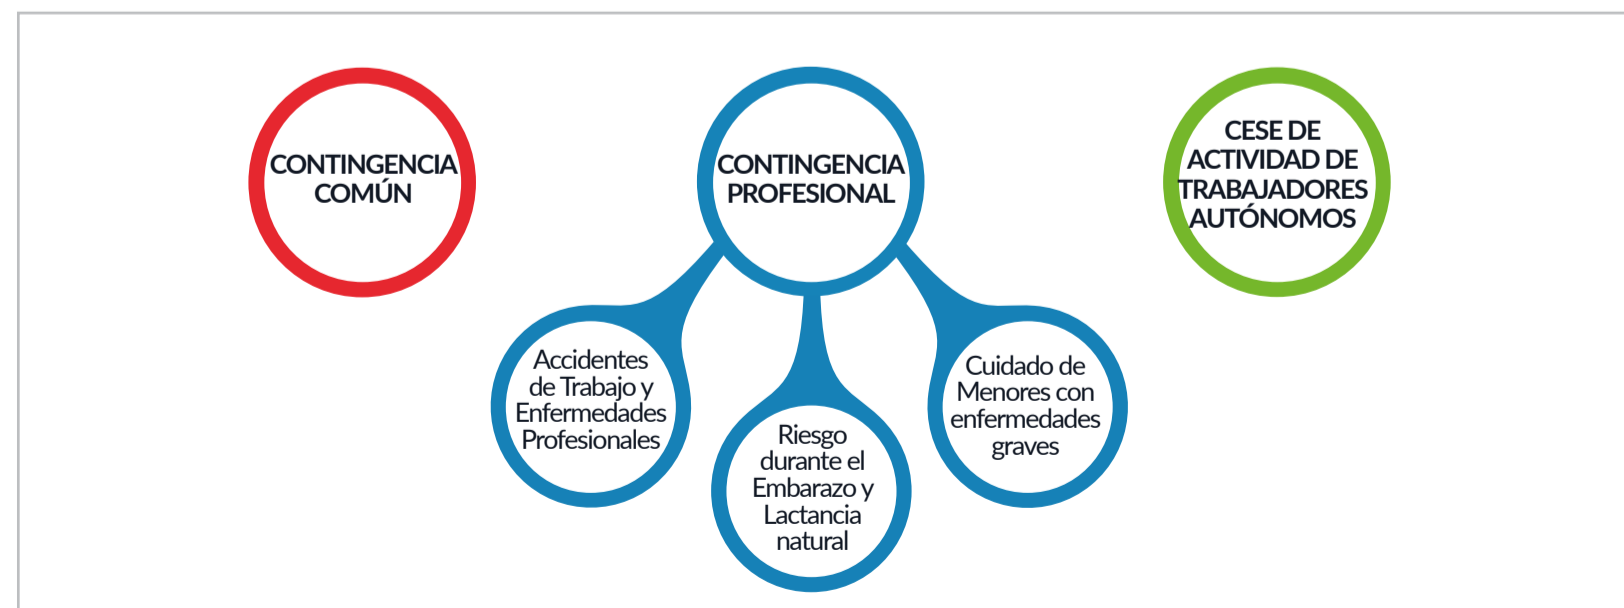 CONTINGENCIA
COMÚN
CONTINGENCIA
PROFESIONAL
CESE DE
ACTIVIDAD DE
TRABAJADORES
AUTÓNOMOS
Accidentes
de Trabajo y
Enfermedades
Profesionales
Riesgo
durante el
Embarazo y
Lactancia
natural
Cuidado de
Menores con
enfermedades
graves